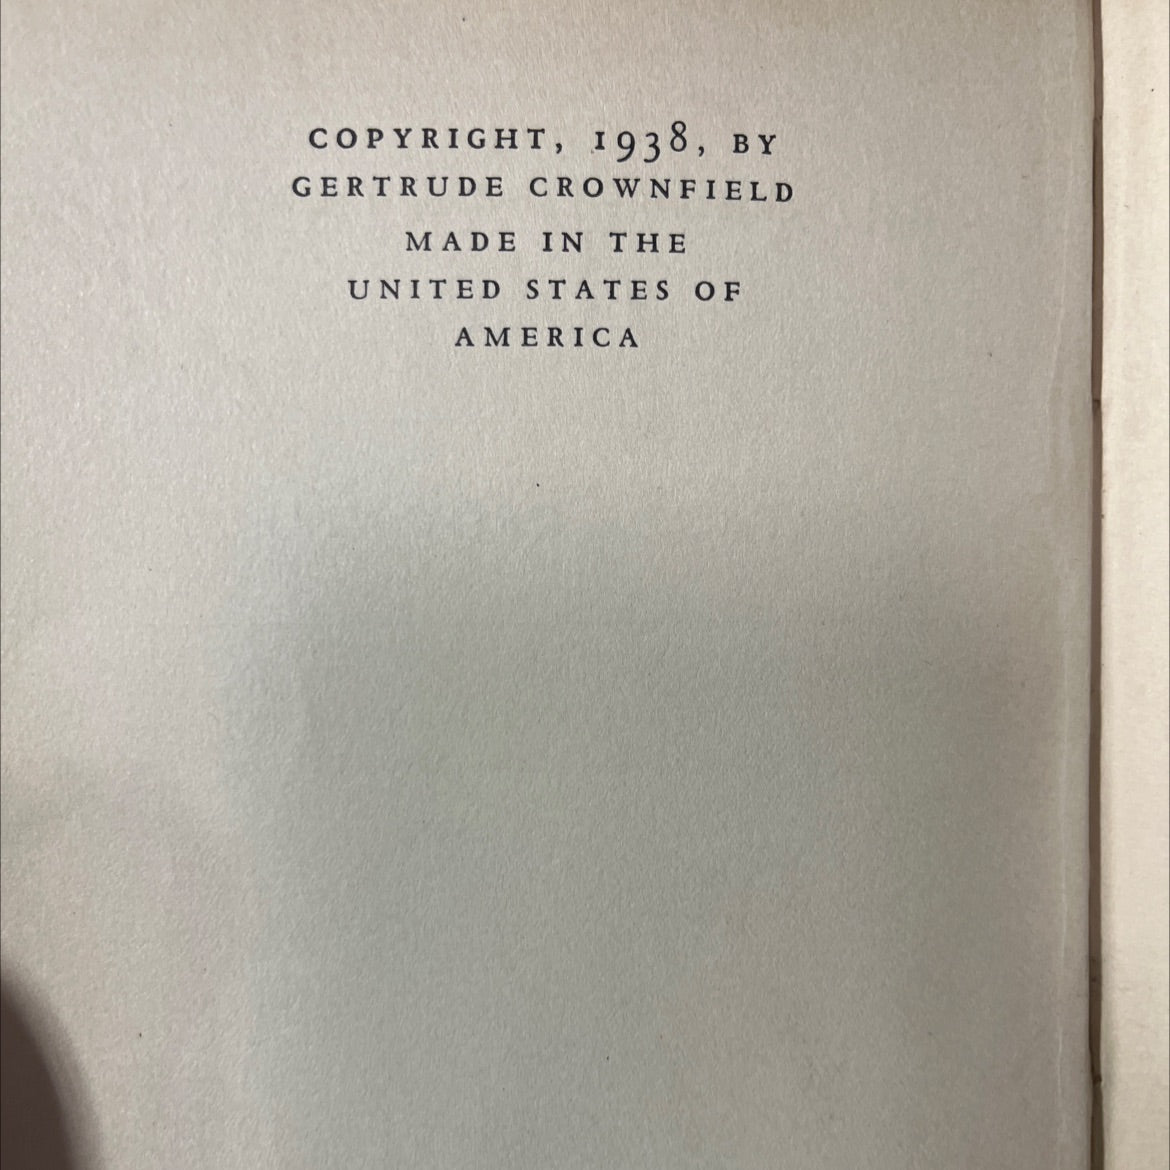 COPYRIGHT, 1938, BY
GERTRUDE CROWNFIELD
MADE IN THE
UNITED STATES OF
AMERICA